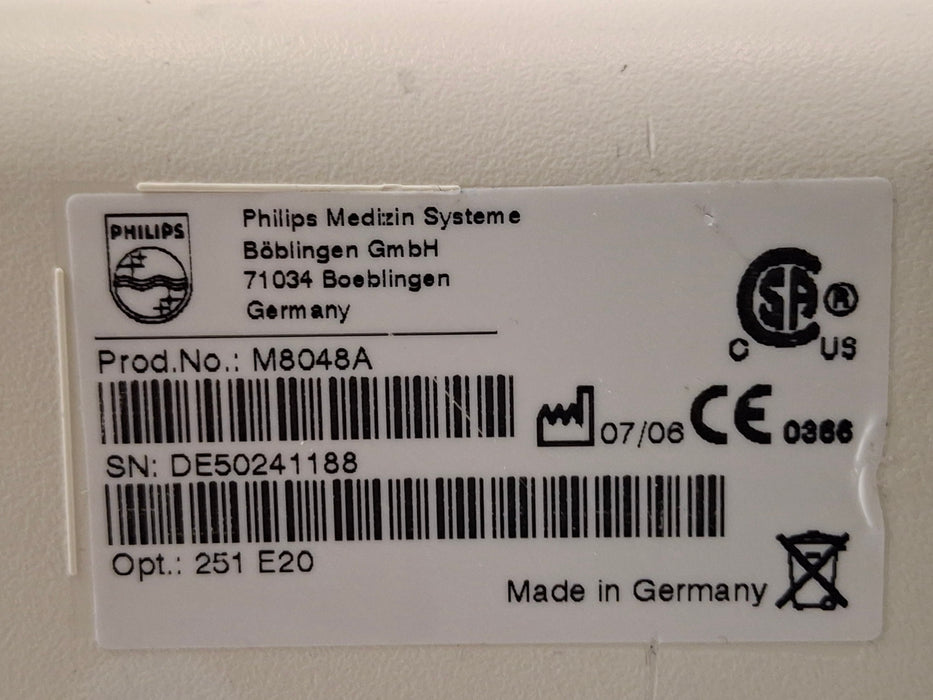 PHILIPS
Philips Medizin Systeme
Böblingen GmbH
71034 Boeblingen
Germany
Prod.No.: M8048A
SN: DE50241188
Opt.: 251 E20
CSA ®
C US
07/06 CE 0366
Made in Germany